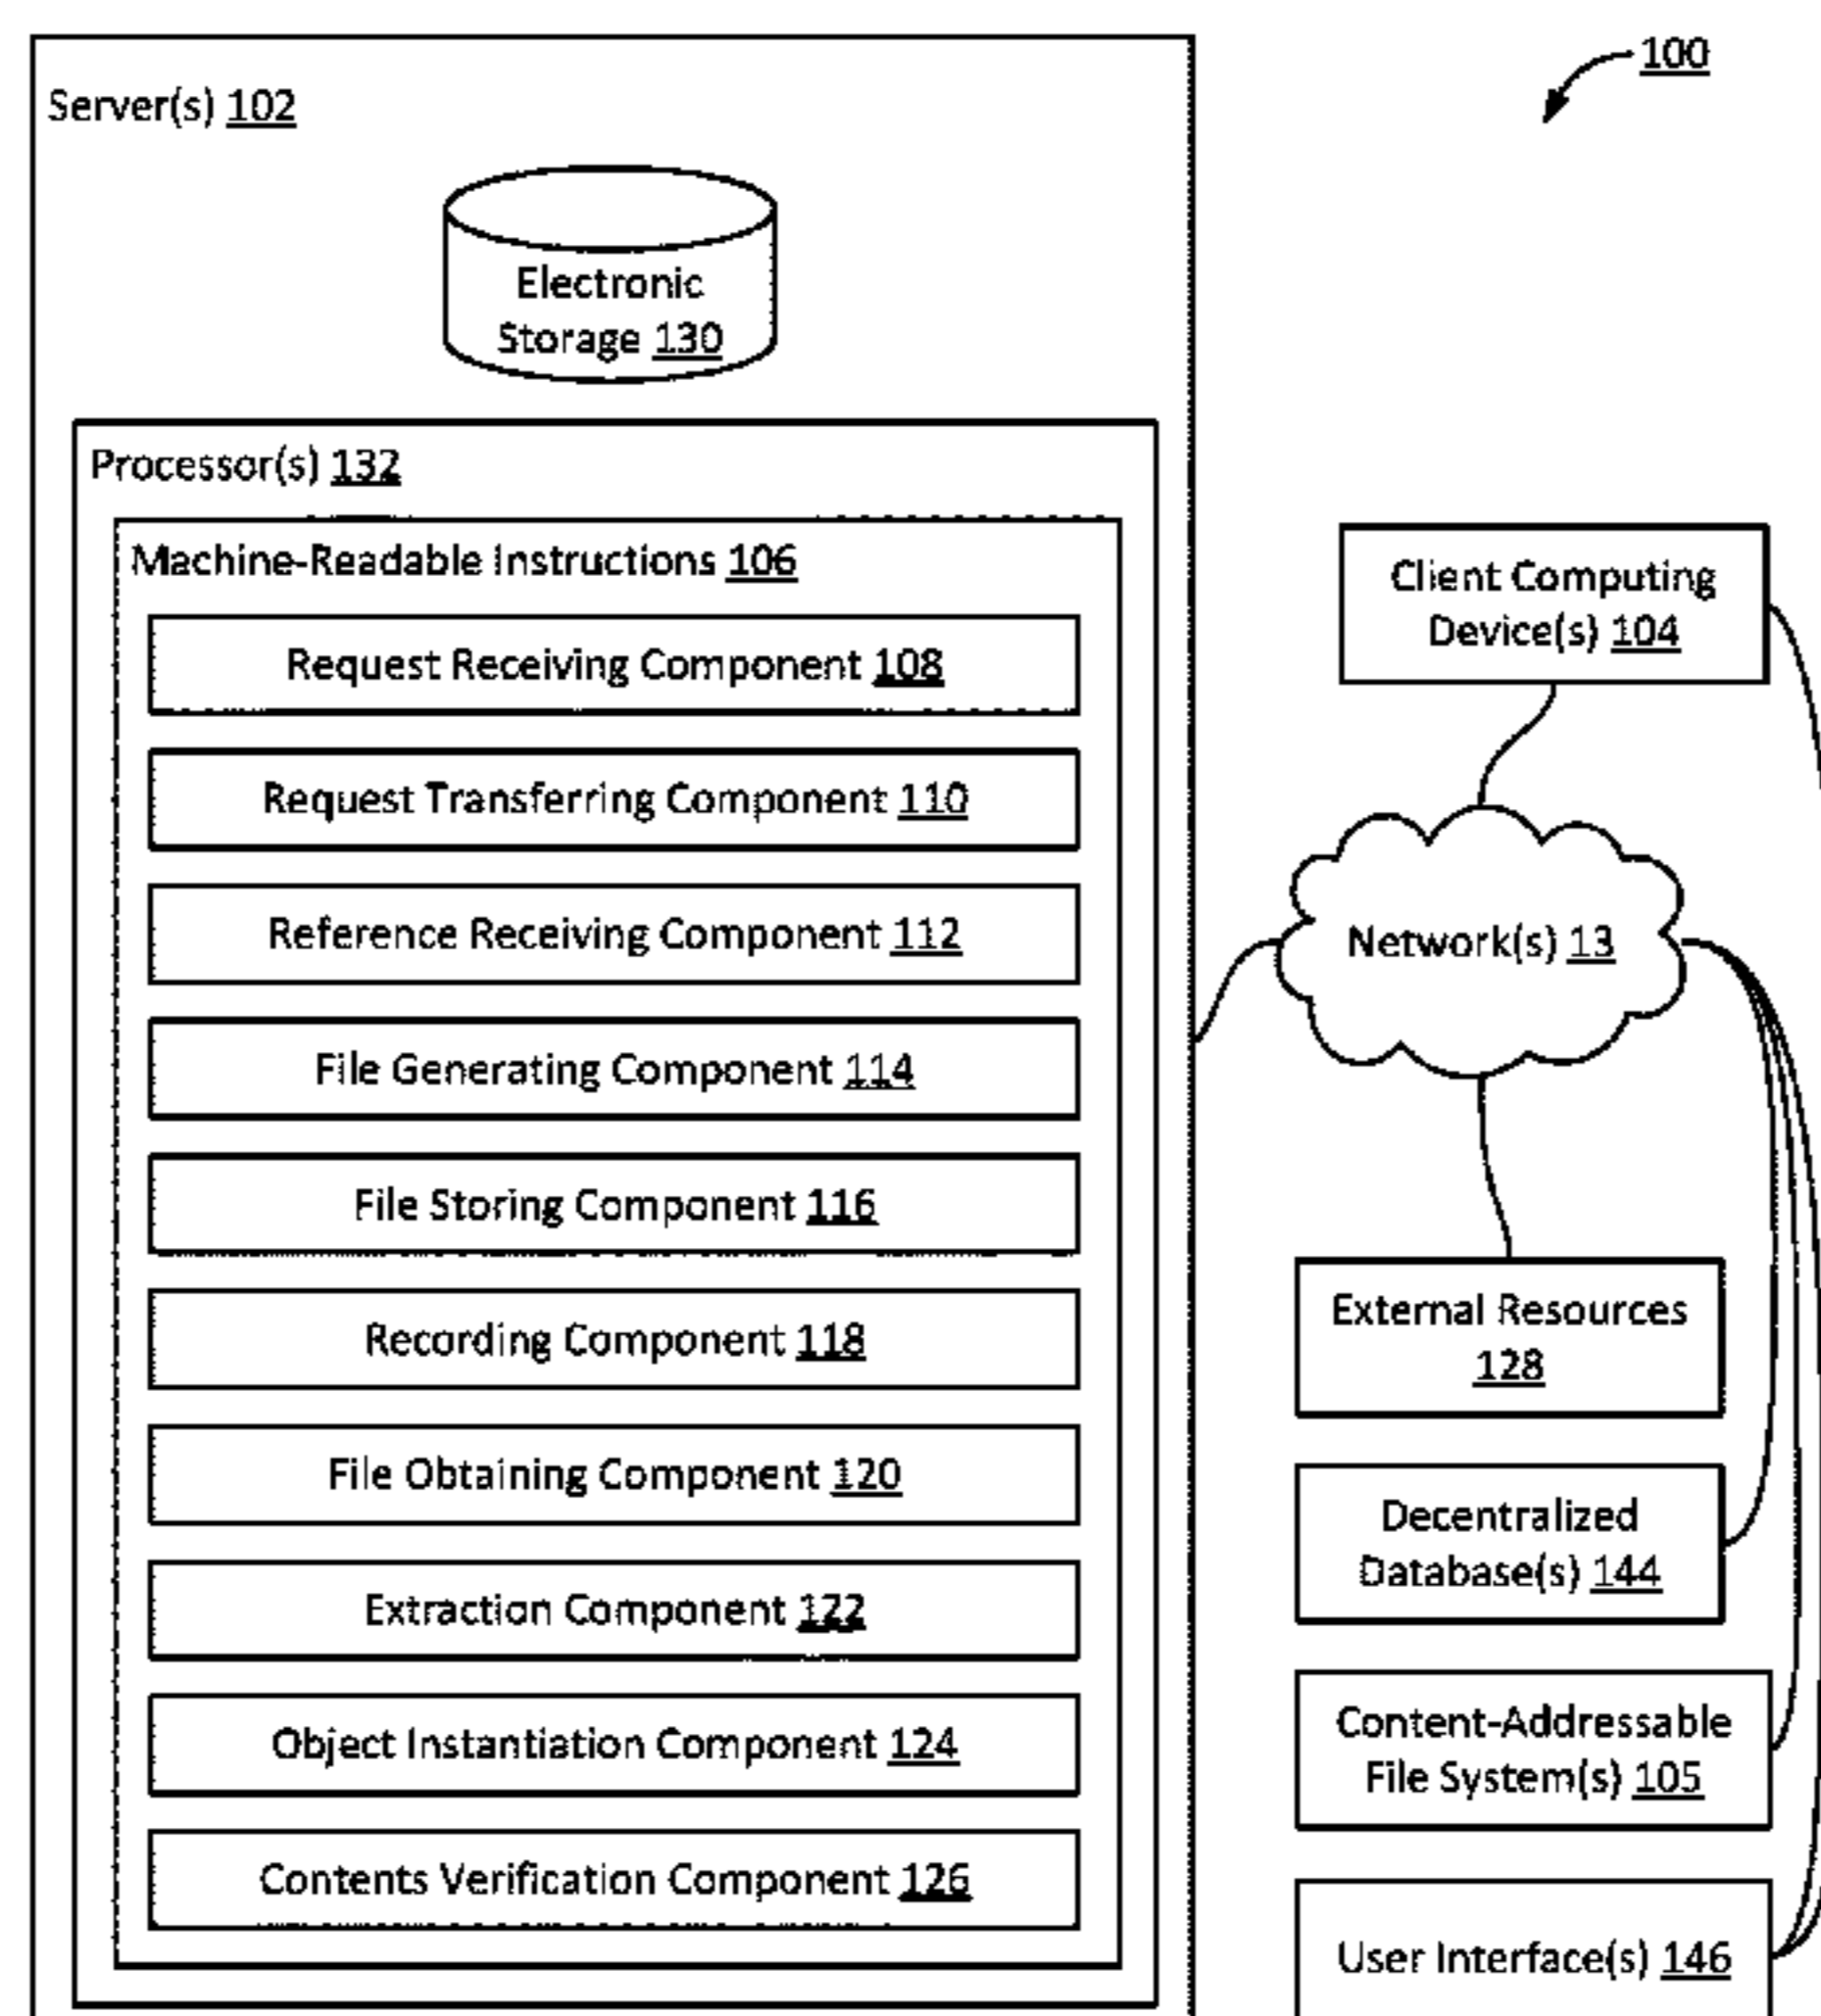 100
Server(s) 102
Electronic
Storage 130
Processor(s) 132
Machine-Readable Instructions 106
Request Receiving Component 108
Request Transferring Component 110
Reference Receiving Component 112
File Generating Component 114
File Storing Component 116
Recording Component 118
File Obtaining Component 120
Extraction Component 122
Object Instantiation Component 124
Contents Verification Component 126
Client Computing
Device(s) 104
Network(s) 13
External Resources
128
Decentralized
Database(s) 144
Content-Addressable
File System(s) 105
User Interface(s) 146